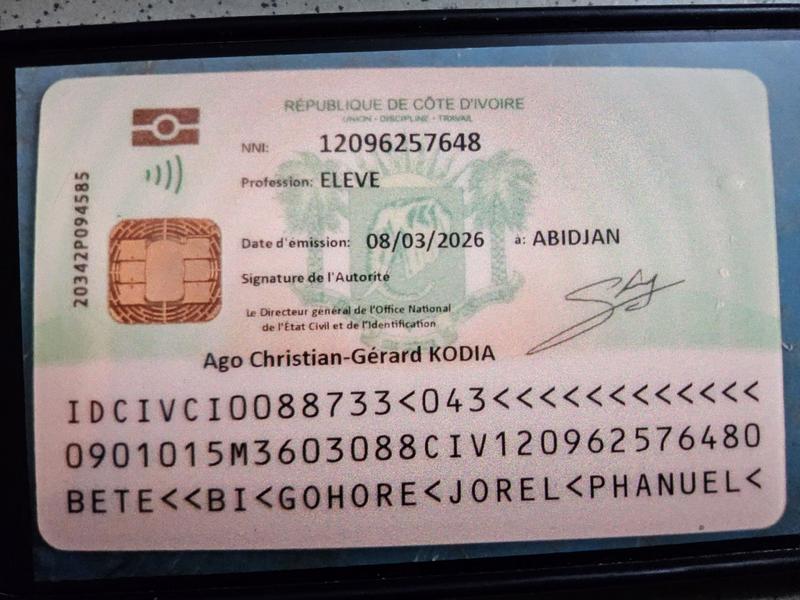 RÉPUBLIQUE DE CÔTE D'IVOIRE
UNION - DISCIPLINE - TRAVAIL
NNI: 12096257648
Profession: ELEVE
20342P094585
Date d'émission: 08/03/2026 à: ABIDJAN
Signature de l'Autorité
Le Directeur général de l'Office National
de l'État Civil et de l'Identification
Ago Christian-Gérard KODIA
IDCIVCI0088733<043<<<<<<<<<<<<
0901015M3603088CIV120962576480
BETE<<BI<GOHORE<JOREL<PHANUEL<